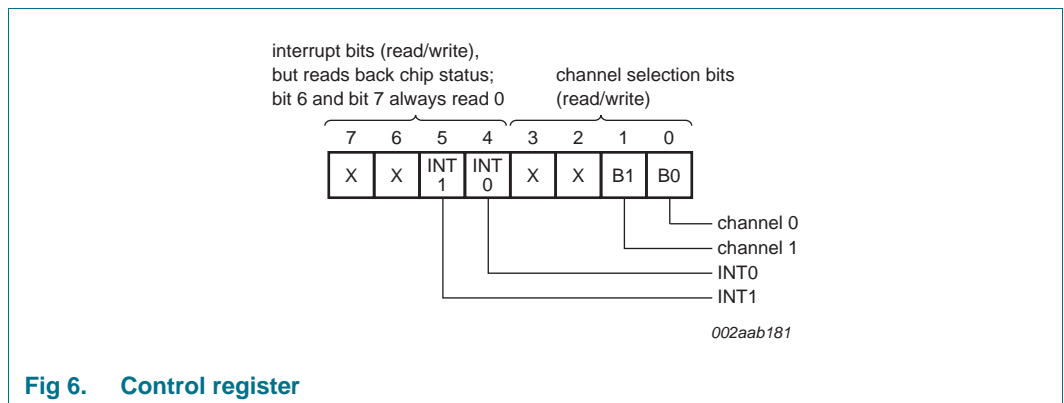 interrupt bits (read/write),
but reads back chip status;
bit 6 and bit 7 always read 0
channel selection bits
(read/write)
7 6 5 4 3 2 1 0
X X INT 1 INT 0 X X B1 B0
channel 0
channel 1
INT0
INT1
002aab181
Fig 6. Control register